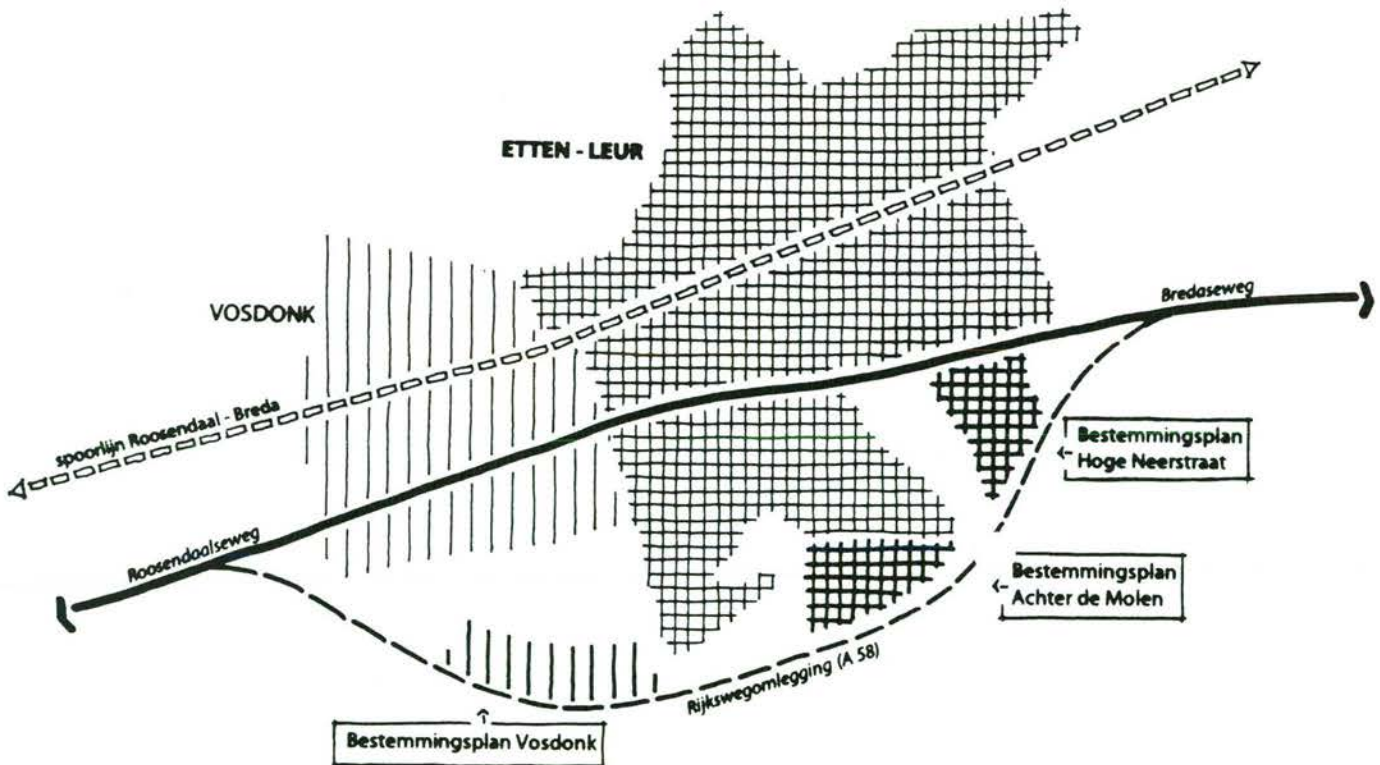 ETTEN - LEUR
VOSDONK
Bredaseweg
spoorlijn Roosendaal - Breda
Bestemmingsplan
Hoge Neerstraat
Roosendaalseweg
Bestemmingsplan
Achter de Molen
Rijkswegomlegging (A 58)
Bestemmingsplan Vosdonk